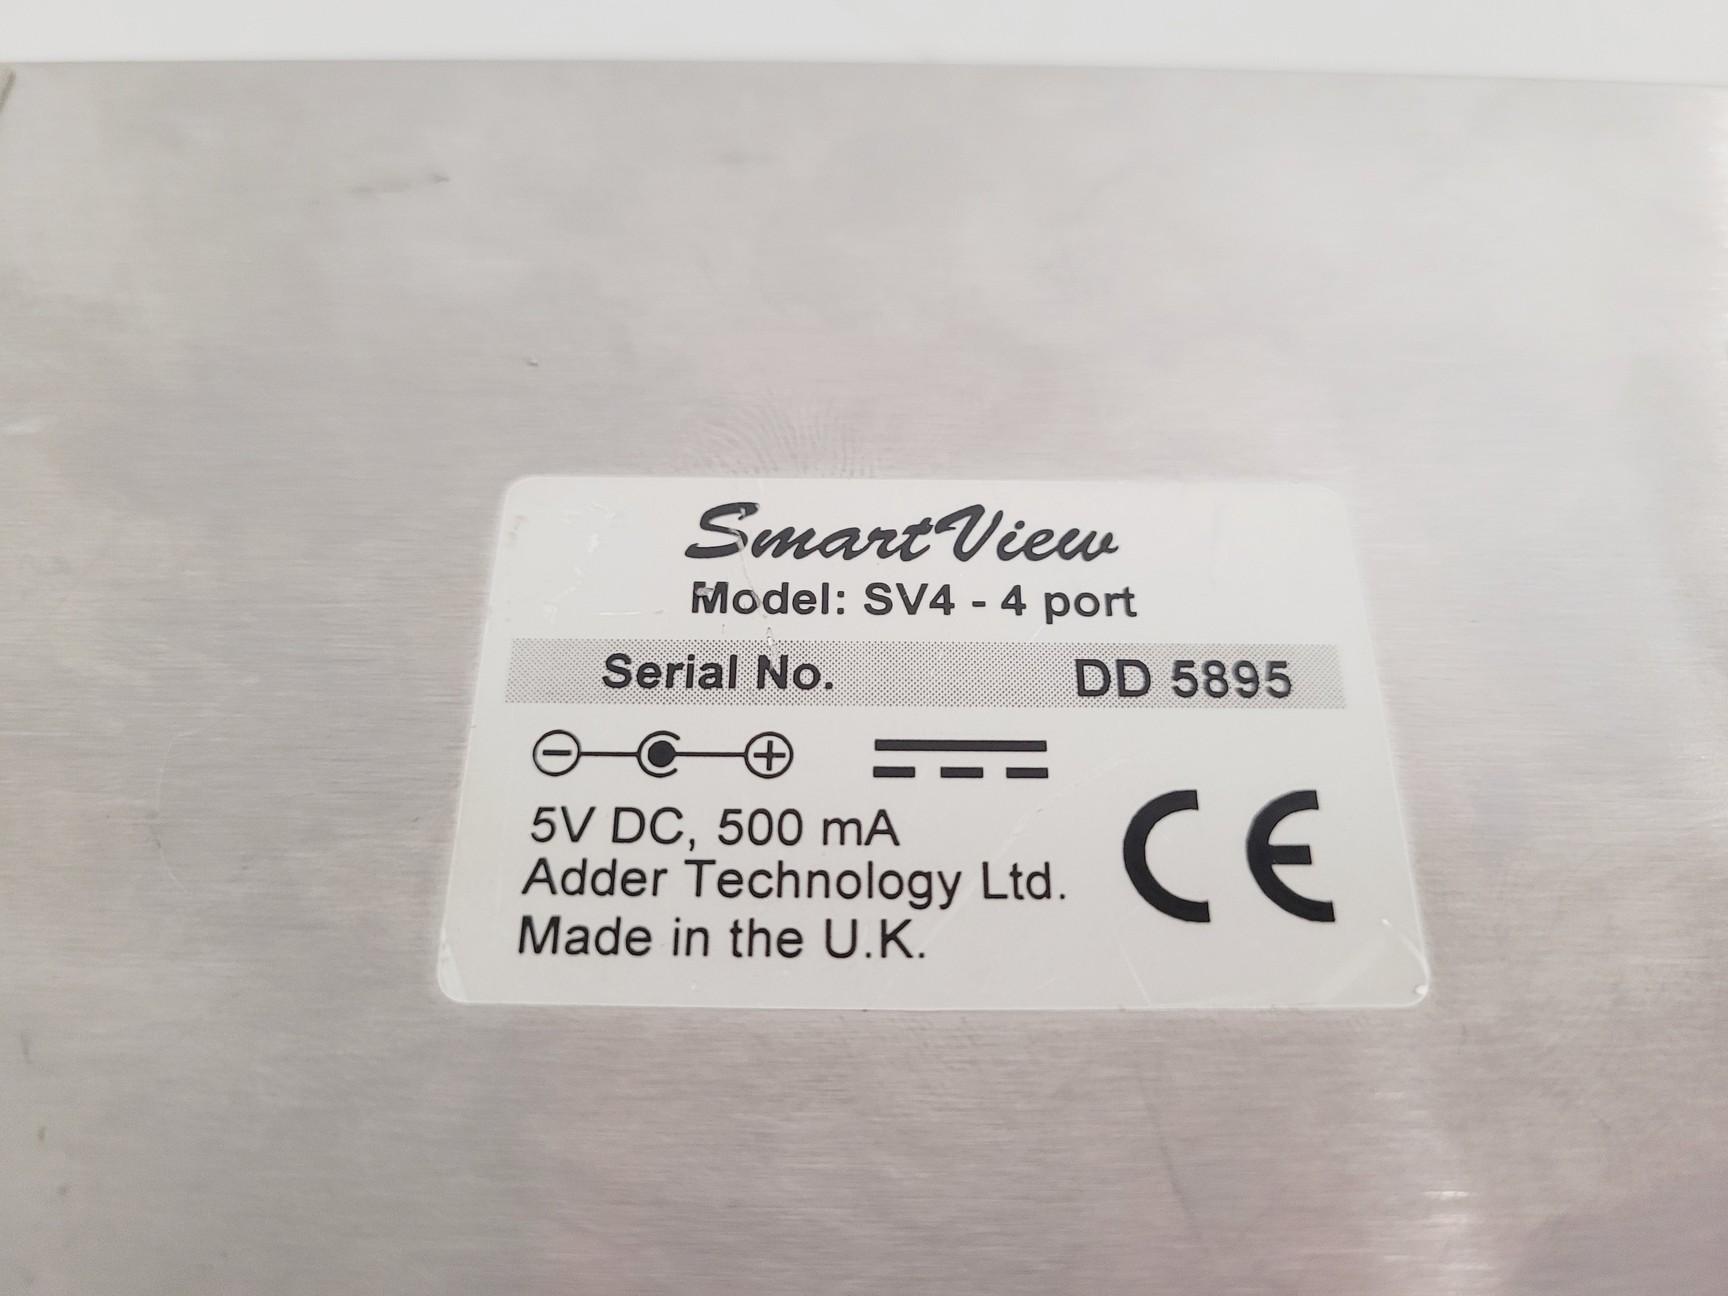 SmartView
Model: SV4 - 4 port
Serial No. DD 5895
5V DC, 500 mA
Adder Technology Ltd.
Made in the U.K.
CE